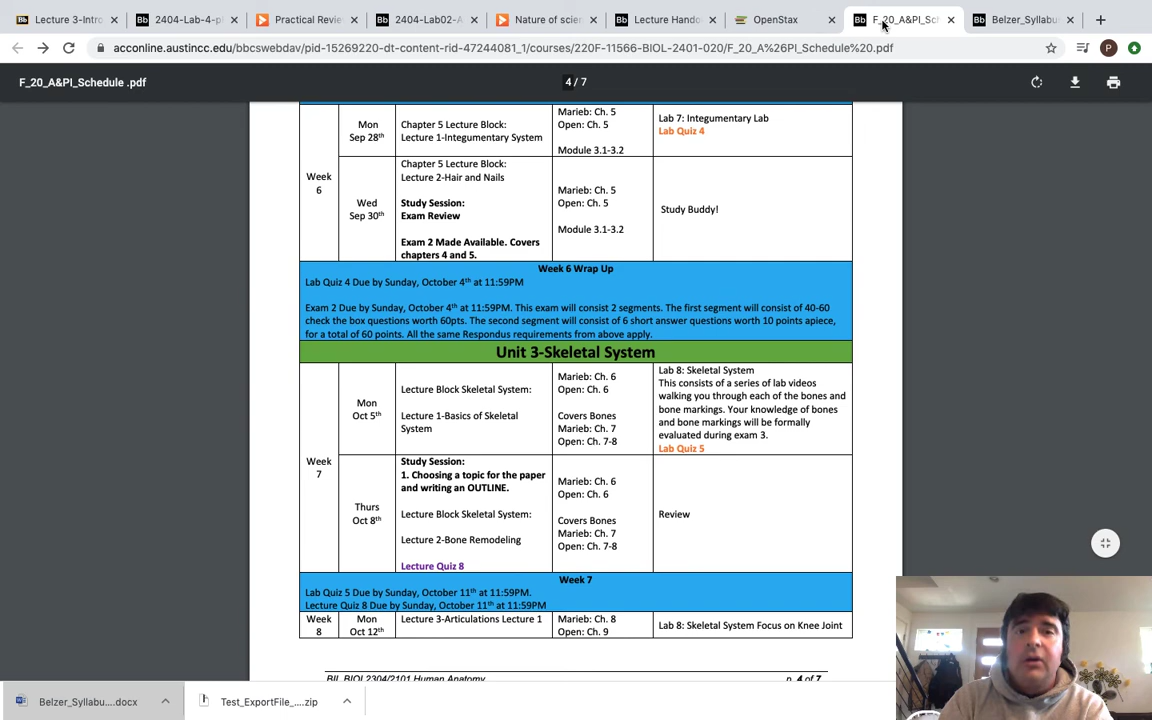 Lecture 3-Intro
2404-Lab-4-pl
Practical Revie
2404-Lab02-A
Nature of scien
Lecture Hando
OpenStax
F_20_A&PI_Sch
Belzer_Syllabu
acconline.austincc.edu/bbcswebdav/pid-15269220-dt-content-rid-47244081_1/courses/220F-11566-BIOL-2401-020/F_20_A%26PI_Schedule%20.pdf
F_20_A&PI_Schedule .pdf
4 / 7
Week
6
Mon
Sep 28th
Chapter 5 Lecture Block:
Lecture 1-Integumentary System
Marieb: Ch. 5
Open: Ch. 5
Module 3.1-3.2
Lab 7: Integumentary Lab
Lab Quiz 4
Wed
Sep 30th
Chapter 5 Lecture Block:
Lecture 2-Hair and Nails
Study Session:
Exam Review
Exam 2 Made Available. Covers
chapters 4 and 5.
Marieb: Ch. 5
Open: Ch. 5
Module 3.1-3.2
Study Buddy!
Week 6 Wrap Up
Lab Quiz 4 Due by Sunday, October 4th at 11:59PM
Exam 2 Due by Sunday, October 4th at 11:59PM. This exam will consist 2 segments. The first segment will consist of 40-60
check the box questions worth 60pts. The second segment will consist of 6 short answer questions worth 10 points apiece,
for a total of 60 points. All the same Respondus requirements from above apply.
Unit 3-Skeletal System
Week
7
Mon
Oct 5th
Lecture Block Skeletal System:
Lecture 1-Basics of Skeletal
System
Marieb: Ch. 6
Open: Ch. 6
Covers Bones
Marieb: Ch. 7
Open: Ch. 7-8
Lab 8: Skeletal System
This consists of a series of lab videos
walking you through each of the bones and
bone markings. Your knowledge of bones
and bone markings will be formally
evaluated during exam 3.
Lab Quiz 5
Thurs
Oct 8th
Study Session:
1. Choosing a topic for the paper
and writing an OUTLINE.
Lecture Block Skeletal System:
Lecture 2-Bone Remodeling
Lecture Quiz 8
Marieb: Ch. 6
Open: Ch. 6
Covers Bones
Marieb: Ch. 7
Open: Ch. 7-8
Review
Week 7
Lab Quiz 5 Due by Sunday, October 11th at 11:59PM.
Lecture Quiz 8 Due by Sunday, October 11th at 11:59PM
Week
8
Mon
Oct 12th
Lecture 3-Articulations Lecture 1
Marieb: Ch. 8
Open: Ch. 9
Lab 8: Skeletal System Focus on Knee Joint
BIL BIOL2304/2101 Human Anatomy
p. 4 of 7
Belzer_Syllabu....docx
Test_ExportFile_....zip